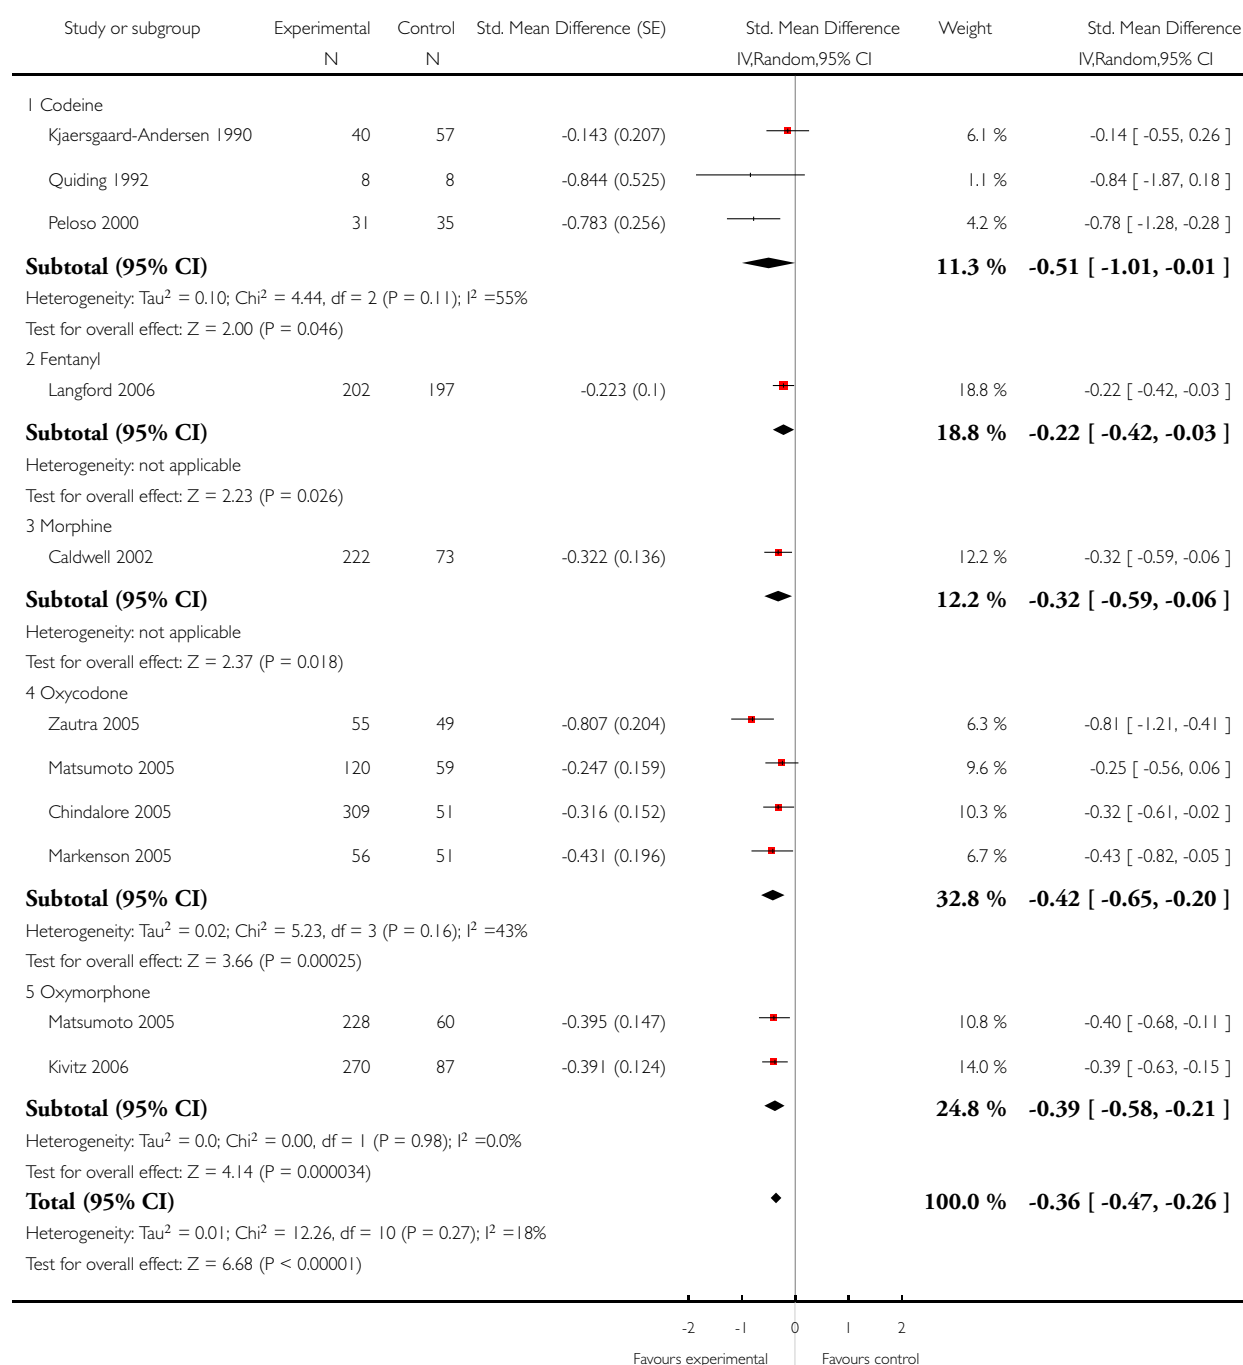 Study or subgroup Experimental Control Std. Mean Difference (SE) Std. Mean Difference Weight Std. Mean Difference
N N IV,Random,95% CI IV,Random,95% CI
1 Codeine
Kjaersgaard-Andersen 1990 40 57 -0.143 (0.207) 6.1 % -0.14 [ -0.55, 0.26 ]
Quiding 1992 8 8 -0.844 (0.525) 1.1 % -0.84 [ -1.87, 0.18 ]
Peloso 2000 31 35 -0.783 (0.256) 4.2 % -0.78 [ -1.28, -0.28 ]
Subtotal (95% CI) 11.3 % -0.51 [ -1.01, -0.01 ]
Heterogeneity: Tau² = 0.10; Chi² = 4.44, df = 2 (P = 0.11); I² =55%
Test for overall effect: Z = 2.00 (P = 0.046)
2 Fentanyl
Langford 2006 202 197 -0.223 (0.1) 18.8 % -0.22 [ -0.42, -0.03 ]
Subtotal (95% CI) 18.8 % -0.22 [ -0.42, -0.03 ]
Heterogeneity: not applicable
Test for overall effect: Z = 2.23 (P = 0.026)
3 Morphine
Caldwell 2002 222 73 -0.322 (0.136) 12.2 % -0.32 [ -0.59, -0.06 ]
Subtotal (95% CI) 12.2 % -0.32 [ -0.59, -0.06 ]
Heterogeneity: not applicable
Test for overall effect: Z = 2.37 (P = 0.018)
4 Oxycodone
Zautra 2005 55 49 -0.807 (0.204) 6.3 % -0.81 [ -1.21, -0.41 ]
Matsumoto 2005 120 59 -0.247 (0.159) 9.6 % -0.25 [ -0.56, 0.06 ]
Chindalore 2005 309 51 -0.316 (0.152) 10.3 % -0.32 [ -0.61, -0.02 ]
Markenson 2005 56 51 -0.431 (0.196) 6.7 % -0.43 [ -0.82, -0.05 ]
Subtotal (95% CI) 32.8 % -0.42 [ -0.65, -0.20 ]
Heterogeneity: Tau² = 0.02; Chi² = 5.23, df = 3 (P = 0.16); I² =43%
Test for overall effect: Z = 3.66 (P = 0.00025)
5 Oxymorphone
Matsumoto 2005 228 60 -0.395 (0.147) 10.8 % -0.40 [ -0.68, -0.11 ]
Kivitz 2006 270 87 -0.391 (0.124) 14.0 % -0.39 [ -0.63, -0.15 ]
Subtotal (95% CI) 24.8 % -0.39 [ -0.58, -0.21 ]
Heterogeneity: Tau² = 0.0; Chi² = 0.00, df = 1 (P = 0.98); I² =0.0%
Test for overall effect: Z = 4.14 (P = 0.000034)
Total (95% CI) 100.0 % -0.36 [ -0.47, -0.26 ]
Heterogeneity: Tau² = 0.01; Chi² = 12.26, df = 10 (P = 0.27); I² =18%
Test for overall effect: Z = 6.68 (P < 0.00001)
-2 -1 0 1 2
Favours experimental Favours control